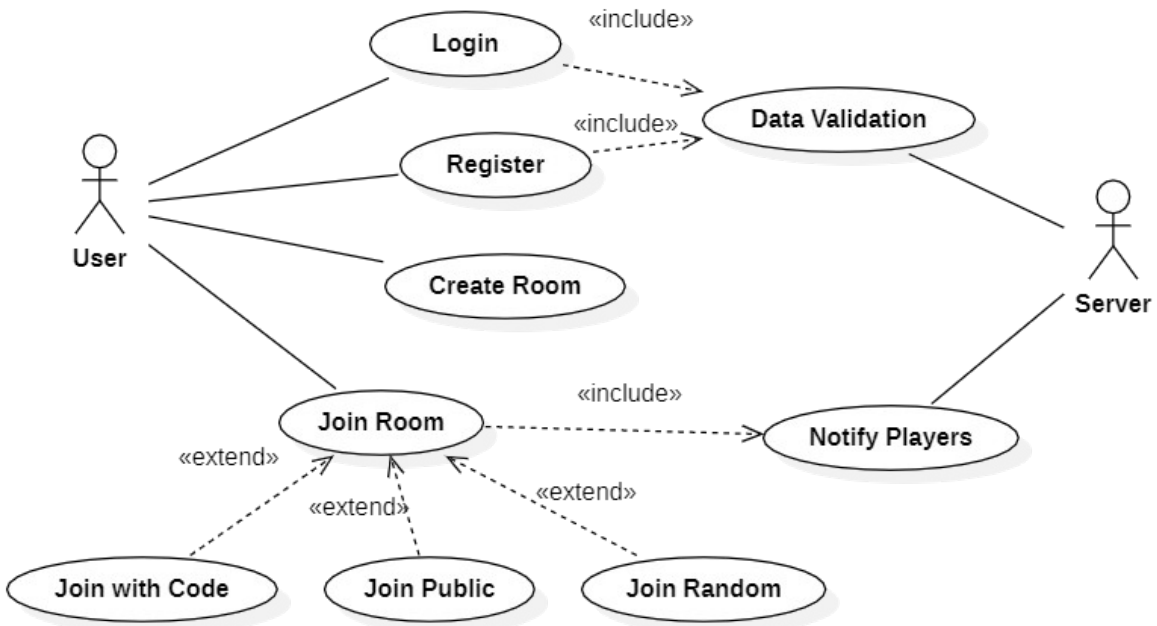 «include»
Login
Data Validation
«include»
Register
User
Create Room
Server
«include»
Join Room
Notify Players
«extend»
«extend»
«extend»
Join with Code
Join Public
Join Random